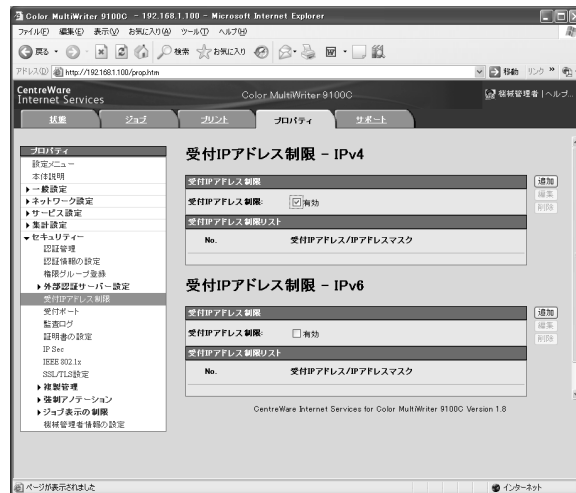 Color MultiWriter 9100C - 192.168.1.100 - Microsoft Internet Explorer
ファイル(F) 編集(E) 表示(V) お気に入り(A) ツール(T) ヘルプ(H)
戻る 検索 お気に入り
アドレス(D) http://192.168.1.100/prop.htm 移動 リンク »
CentreWare
Internet Services
Color MultiWriter 9100C
機械管理者 | ヘルプ
状態 ジョブ プリント プロパティ サポート
プロパティ
設定メニュー
本体説明
一般設定
ネットワーク設定
サービス設定
集計設定
セキュリティー
認証管理
認証情報の設定
権限グループ登録
外部認証サーバー設定
受付IPアドレス制限
受付ポート
監査ログ
証明書の設定
IP Sec
IEEE 802.1x
SSL/TLS設定
複製管理
強制アノテーション
ジョブ表示の制限
機械管理者情報の設定
受付IPアドレス制限 - IPv4
受付IPアドレス制限
追加
受付IPアドレス制限: 有効
編集
削除
受付IPアドレス制限リスト
No. 受付IPアドレス/IPアドレスマスク
受付IPアドレス制限 - IPv6
受付IPアドレス制限
追加
受付IPアドレス制限: 有効
編集
削除
受付IPアドレス制限リスト
No. 受付IPアドレス/IPアドレスマスク
CentreWare Internet Services for Color MultiWriter 9100C Version 1.8
ページが表示されました インターネット